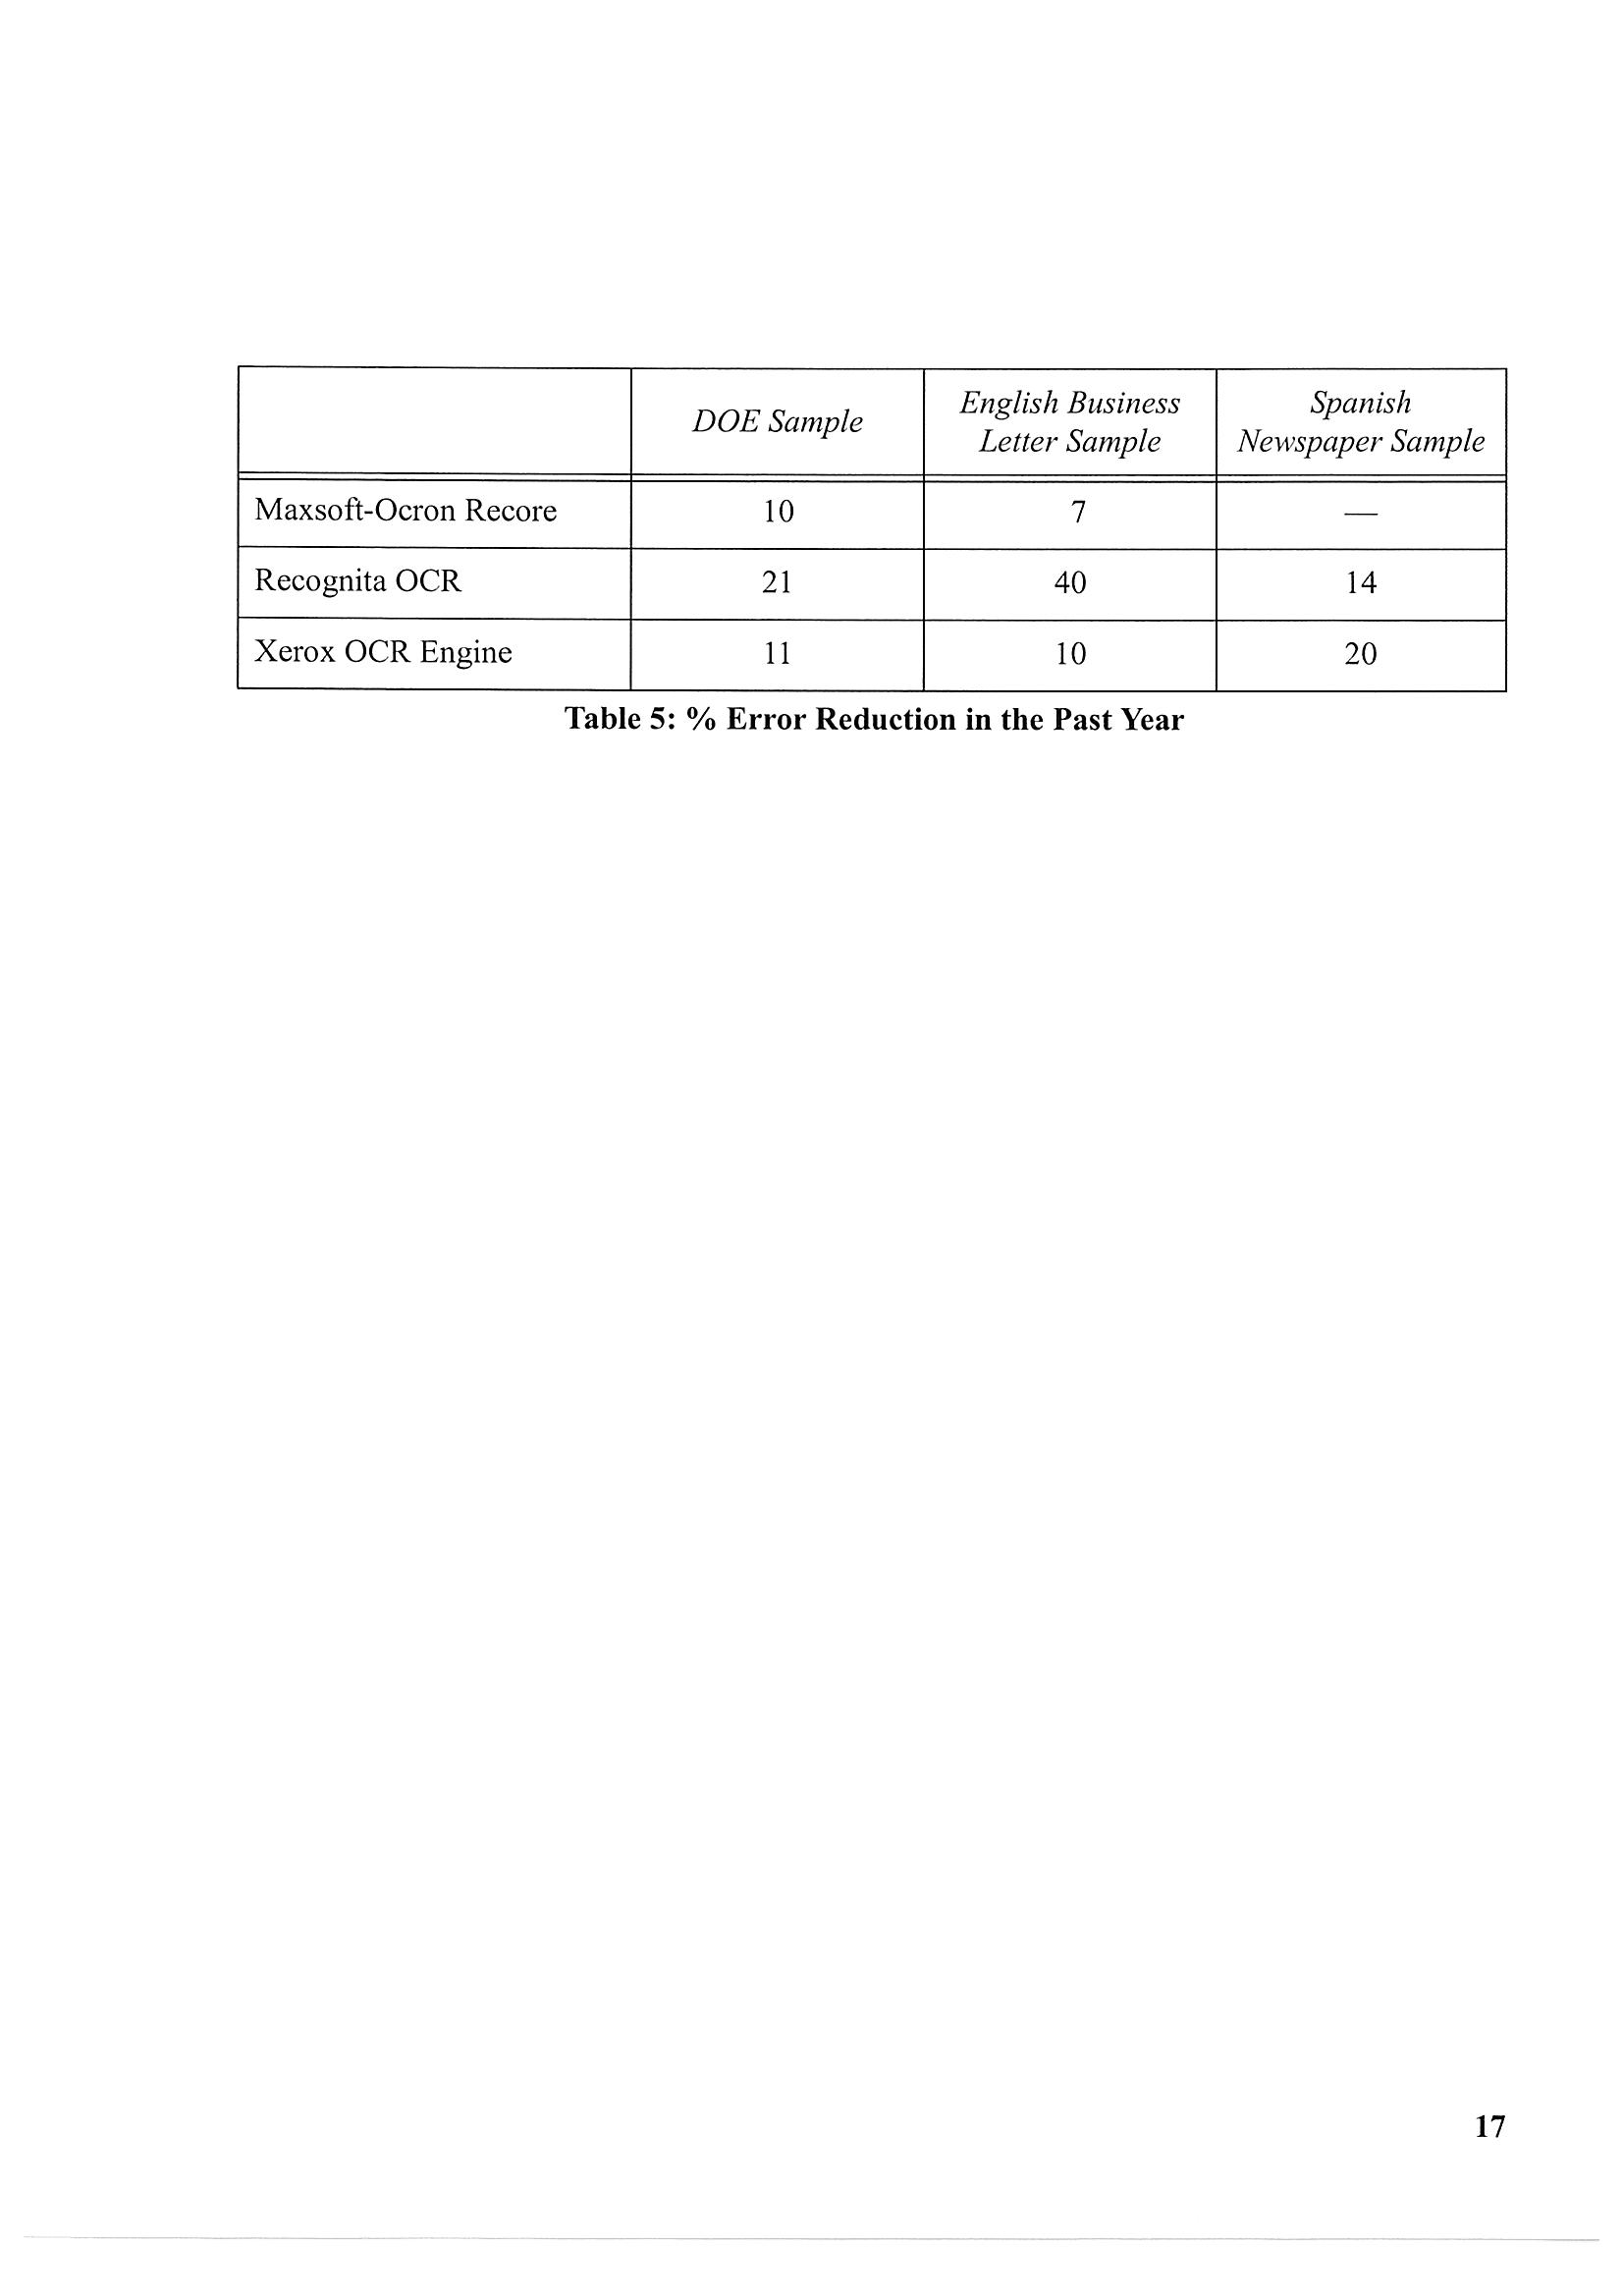 DOE Sample
English Business
Letter Sample
Spanish
Newspaper Sample
Maxsoft-Ocron Recore 10 7 —
Recognita OCR 21 40 14
Xerox OCR Engine 11 10 20
Table 5: % Error Reduction in the Past Year
17